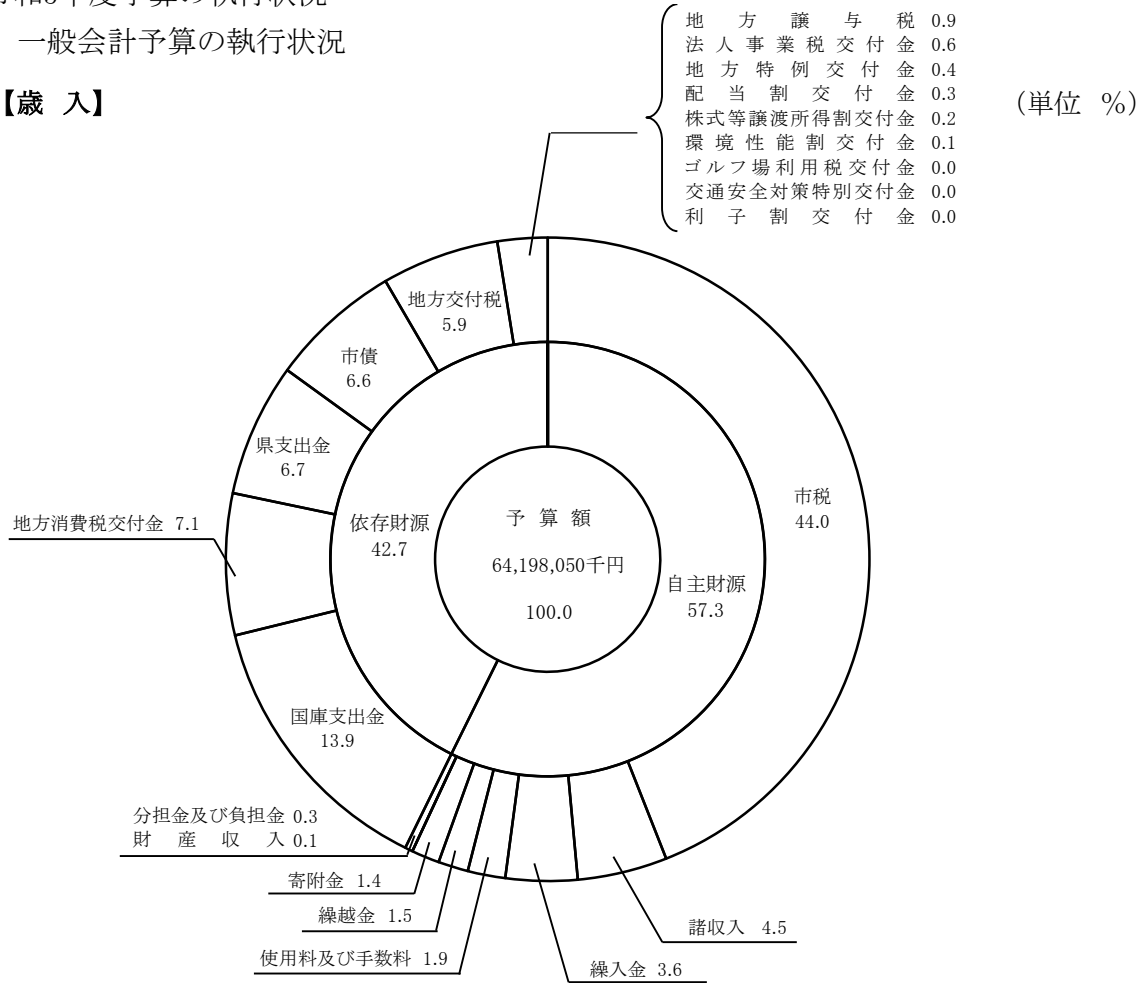 一般会計予算の執行状況
【歳 入】
(単位 %)
地方譲与税 0.9
法人事業税交付金 0.6
地方特例交付金 0.4
配当割交付金 0.3
株式等譲渡所得割交付金 0.2
環境性能割交付金 0.1
ゴルフ場利用税交付金 0.0
交通安全対策特別交付金 0.0
利子割交付金 0.0
地方交付税
5.9
市債
6.6
県支出金
6.7
地方消費税交付金 7.1
依存財源
42.7
予算額
64,198,050千円
100.0
市税
44.0
自主財源
57.3
国庫支出金
13.9
分担金及び負担金 0.3
財産収入 0.1
寄附金 1.4
繰越金 1.5
使用料及び手数料 1.9
諸収入 4.5
繰入金 3.6